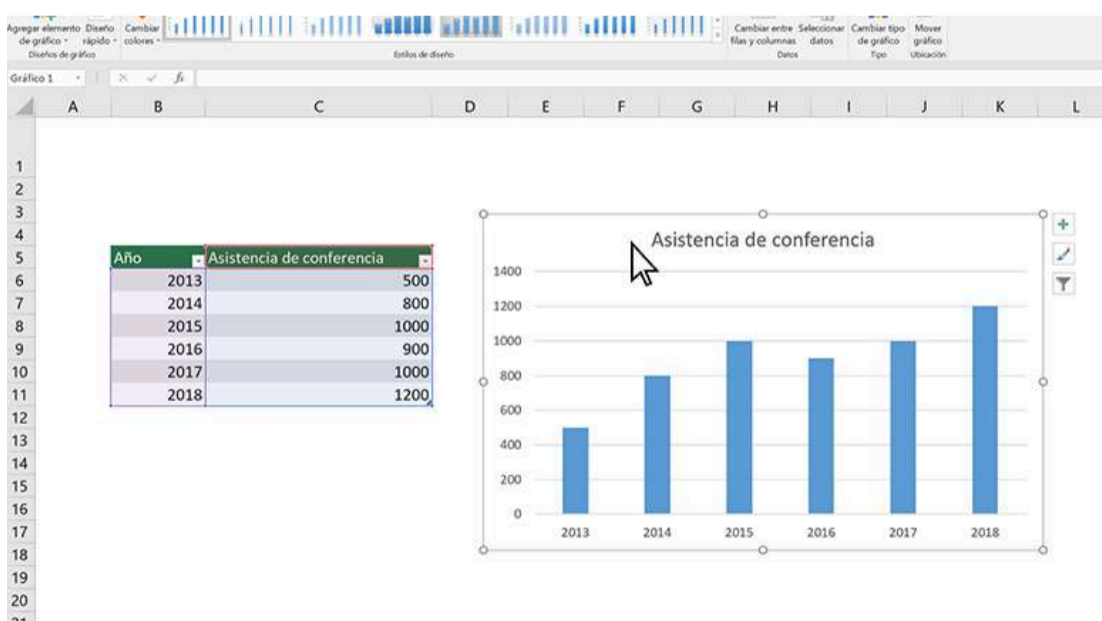 Agregar elemento Diseño Cambiar
de gráfico rápido colores
Cambiar entre Seleccionar Cambiar tipo Mover
filas y columnas datos de gráfico gráfico
Diseños de gráfico Estilos de diseño Datos Tipo Ubicación
Gráfico 1 fx
A B C D E F G H I J K L
1
2
3
4
5 Año Asistencia de conferencia
6 2013 500
7 2014 800
8 2015 1000
9 2016 900
10 2017 1000
11 2018 1200
12
13
14
15
16
17
18
19
20
21
Asistencia de conferencia
1400
1200
1000
800
600
400
200
0
2013 2014 2015 2016 2017 2018